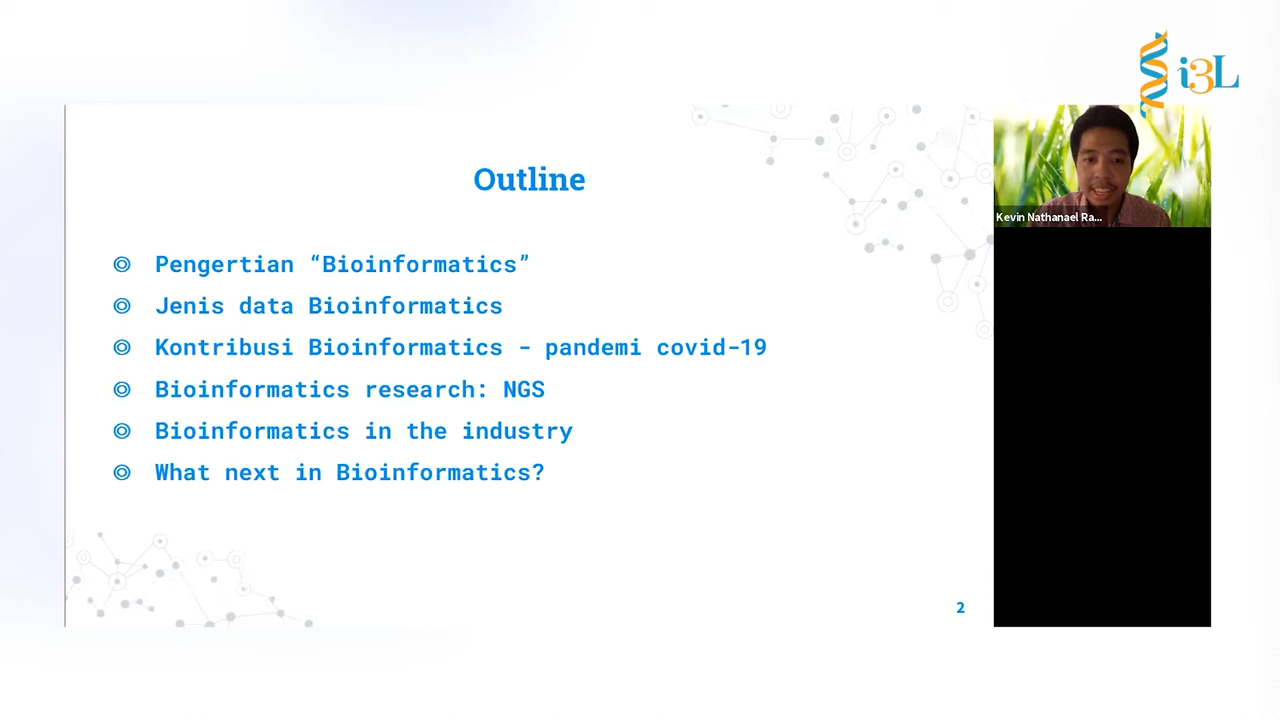 i3L
Outline
Pengertian “Bioinformatics”
Jenis data Bioinformatics
Kontribusi Bioinformatics - pandemi covid-19
Bioinformatics research: NGS
Bioinformatics in the industry
What next in Bioinformatics?
Kevin Nathanael Ra...
2